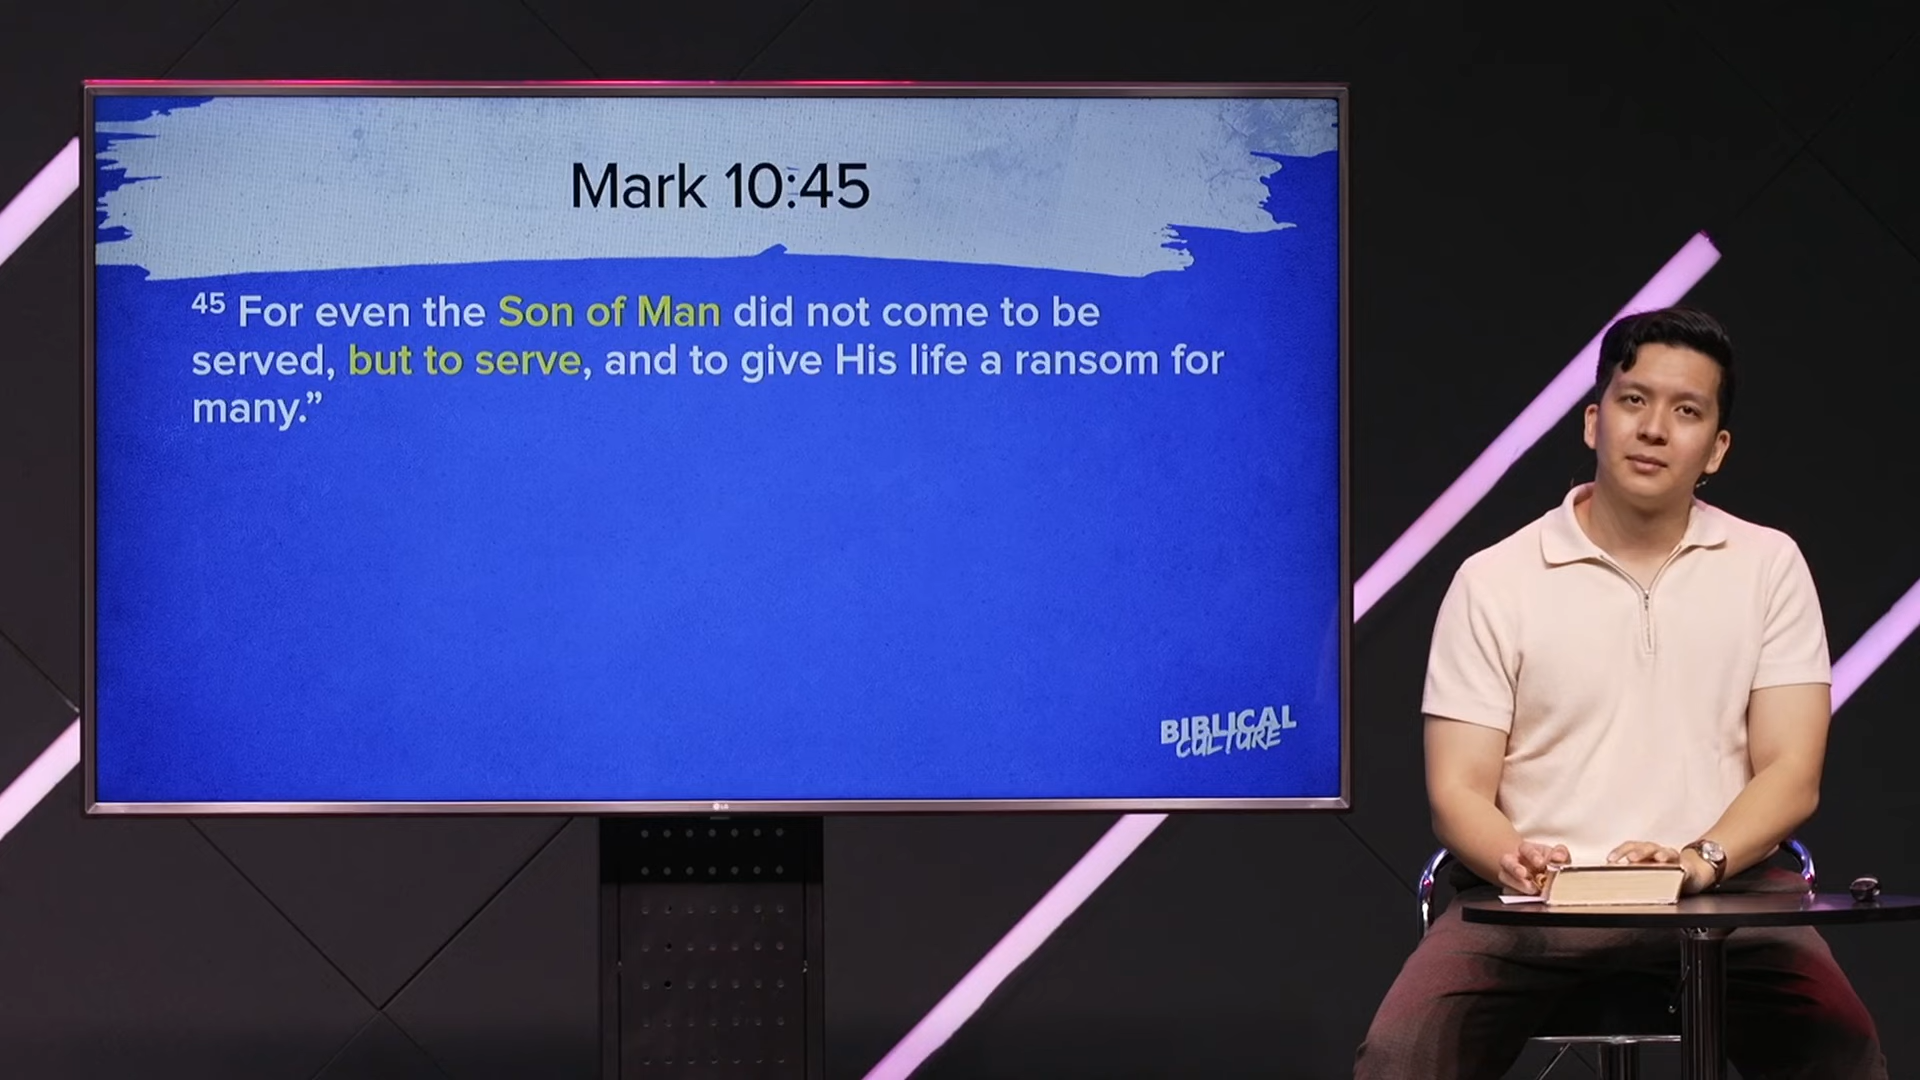 Mark 10:45
45 For even the Son of Man did not come to be
served, but to serve, and to give His life a ransom for
many.”
BIBLICAL
CULTURE
LG